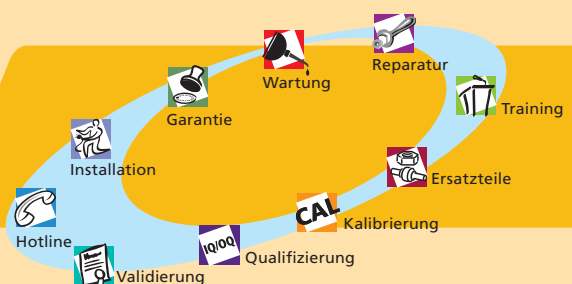 Reparatur
Wartung
Training
Garantie
Installation
Ersatzteile
CAL
Kalibrierung
Hotline
IQ/OQ
Qualifizierung
Validierung